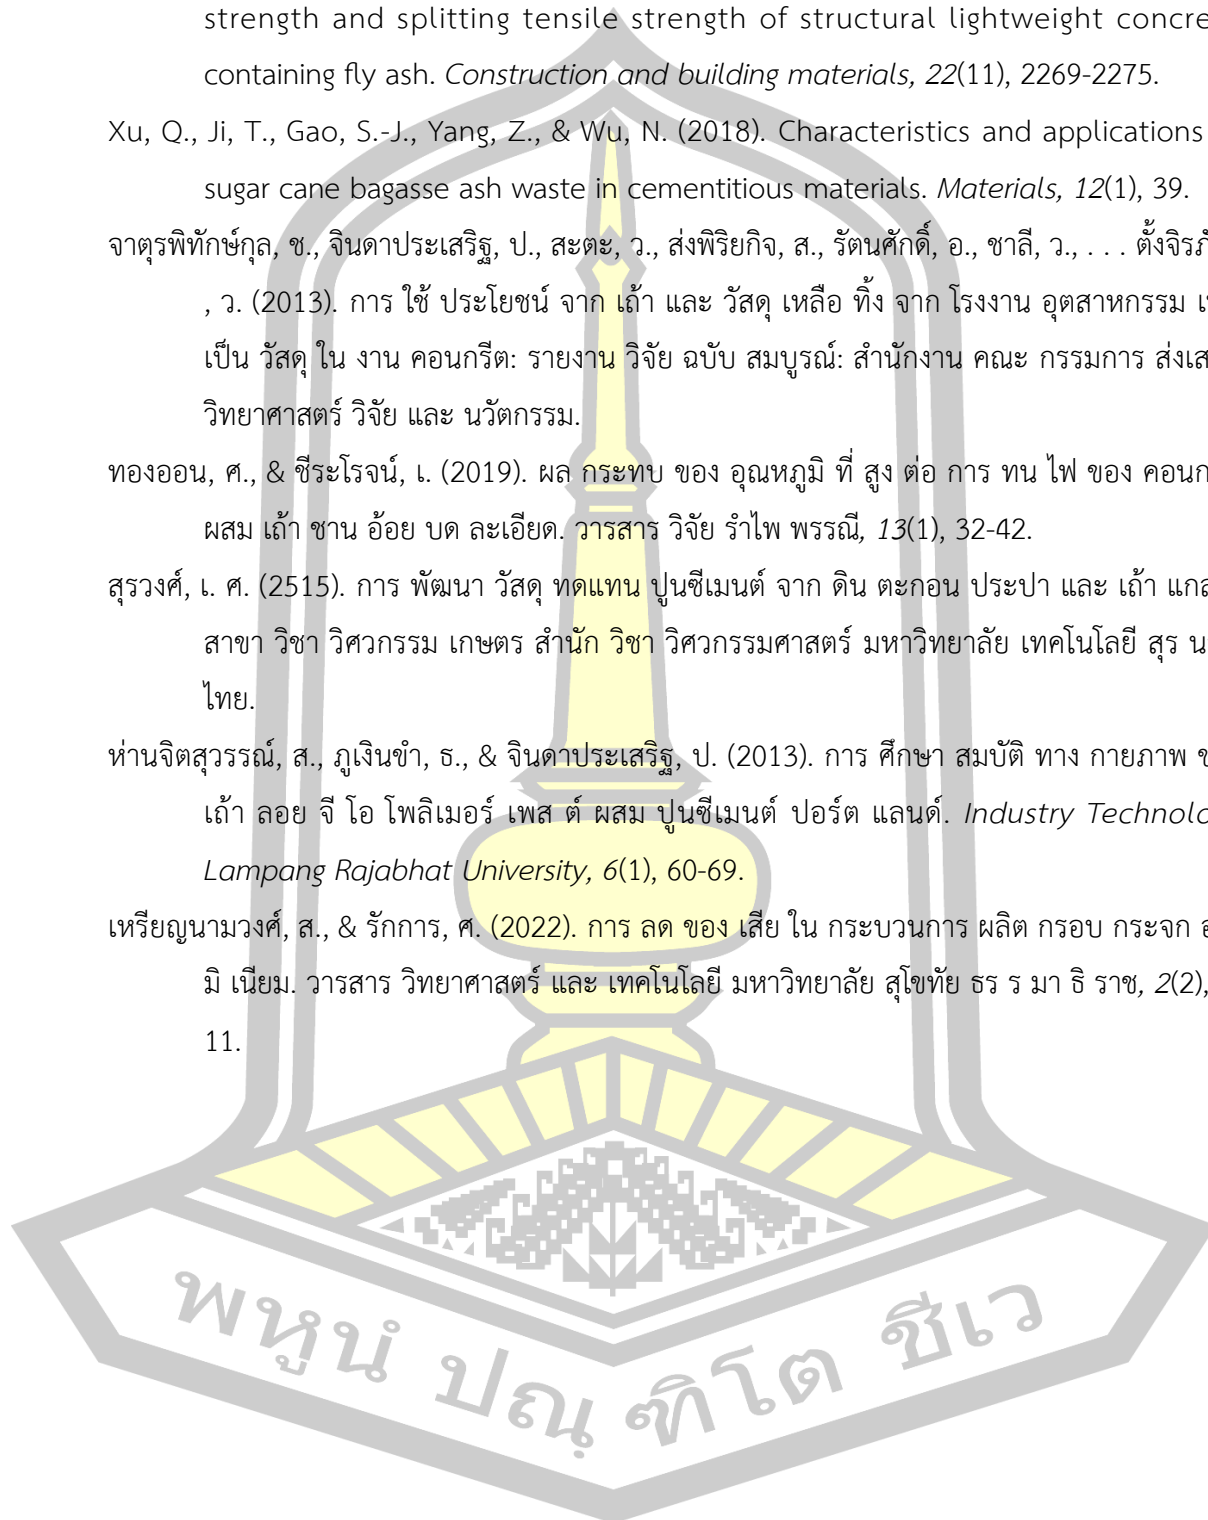 strength and splitting tensile strength of structural lightweight concre
containing fly ash. Construction and building materials, 22(11), 2269-2275.
Xu, Q., Ji, T., Gao, S.-J., Yang, Z., & Wu, N. (2018). Characteristics and applications
sugar cane bagasse ash waste in cementitious materials. Materials, 12(1), 39.
จาตุรพิทักษ์กุล, ช., จินดาประเสริฐ, ป., สะตะ, ว., ส่งพิริยกิจ, ส., รัตนศักดิ์, อ., ชาลี, ว., . . . ตั้งจิรภั
, ว. (2013). การ ใช้ ประโยชน์ จาก เถ้า และ วัสดุ เหลือ ทิ้ง จาก โรงงาน อุตสาหกรรม เ
เป็น วัสดุ ใน งาน คอนกรีต: รายงาน วิจัย ฉบับ สมบูรณ์: สำนักงาน คณะ กรรมการ ส่งเส
วิทยาศาสตร์ วิจัย และ นวัตกรรม.
ทองออน, ศ., & ชีระโรจน์, เ. (2019). ผล กระทบ ของ อุณหภูมิ ที่ สูง ต่อ การ ทน ไฟ ของ คอนก
ผสม เถ้า ชาน อ้อย บด ละเอียด. วารสาร วิจัย รำไพ พรรณี, 13(1), 32-42.
สุรวงศ์, เ. ศ. (2515). การ พัฒนา วัสดุ ทดแทน ปูนซีเมนต์ จาก ดิน ตะกอน ประปา และ เถ้า แกล
สาขา วิชา วิศวกรรม เกษตร สำนัก วิชา วิศวกรรมศาสตร์ มหาวิทยาลัย เทคโนโลยี สุร น
ไทย.
ห่านจิตสุวรรณ์, ส., ภูเงินขำ, ธ., & จินดาประเสริฐ, ป. (2013). การ ศึกษา สมบัติ ทาง กายภาพ ข
เถ้า ลอย จี โอ โพลิเมอร์ เพส ต์ ผสม ปูนซีเมนต์ ปอร์ต แลนด์. Industry Technolo
Lampang Rajabhat University, 6(1), 60-69.
เหรียญนามวงศ์, ส., & รักการ, ศ. (2022). การ ลด ของ เสีย ใน กระบวนการ ผลิต กรอบ กระจก อ
มิ เนียม. วารสาร วิทยาศาสตร์ และ เทคโนโลยี มหาวิทยาลัย สุโขทัย ธร ร มา ธิ ราช, 2(2),
11.
พหูนํ ปณฺฑิโต ชีเว